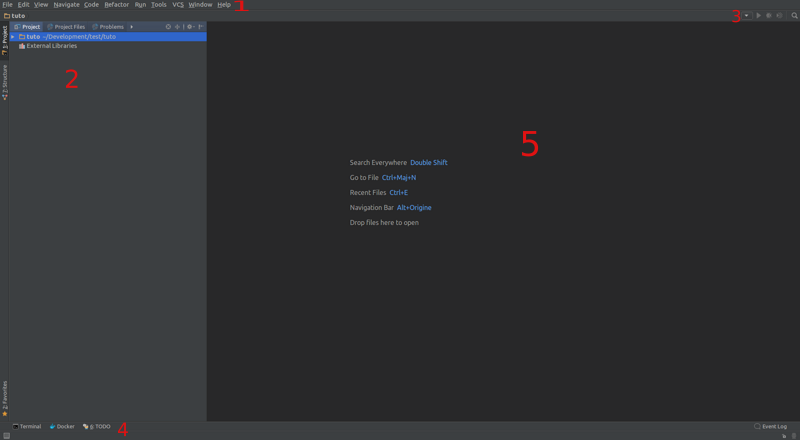 File Edit View Navigate Code Refactor Run Tools VCS Window Help 1
tuto 3
Project Project Files Problems
1: Project
tuto ~/Development/test/tuto
External Libraries
7: Structure
2
5
Search Everywhere Double Shift
Go to File Ctrl+Maj+N
Recent Files Ctrl+E
Navigation Bar Alt+Origine
Drop files here to open
2: Favorites
Terminal Docker 6: TODO 4 Event Log